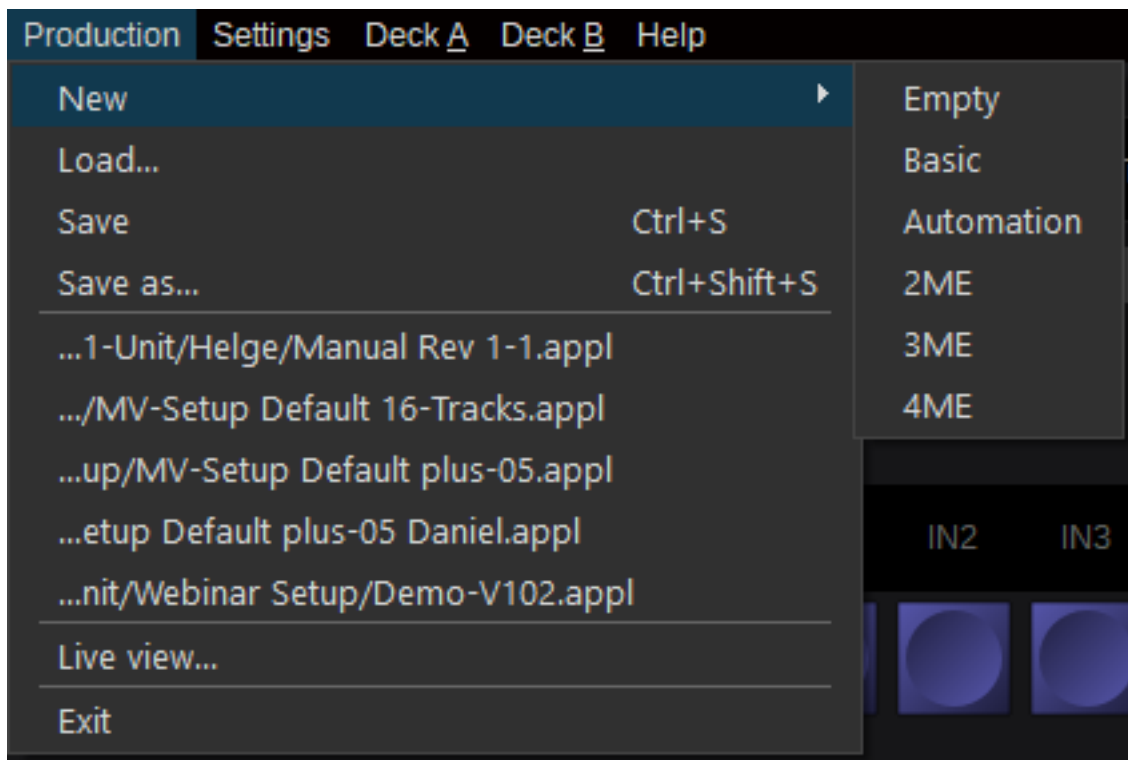 Production Settings Deck A Deck B Help
New
Load...
Save Ctrl+S
Save as... Ctrl+Shift+S
...1-Unit/Helge/Manual Rev 1-1.appl
.../MV-Setup Default 16-Tracks.appl
...up/MV-Setup Default plus-05.appl
...etup Default plus-05 Daniel.appl
...nit/Webinar Setup/Demo-V102.appl
Live view...
Exit
Empty
Basic
Automation
2ME
3ME
4ME
IN2 IN3